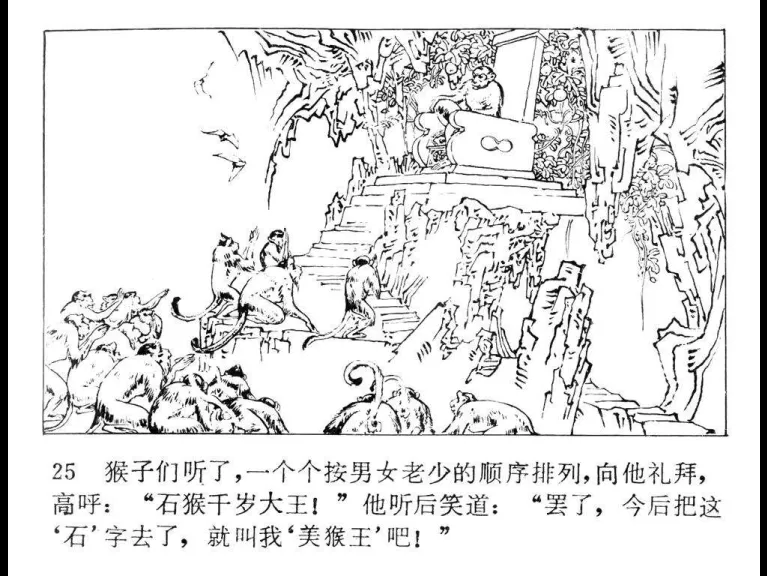 25 猴子们听了,一个个按男女老少的顺序排列,向他礼拜,
高呼:“石猴千岁大王!”他听后笑道:“罢了,今后把这
‘石’字去了,就叫我‘美猴王’吧!”